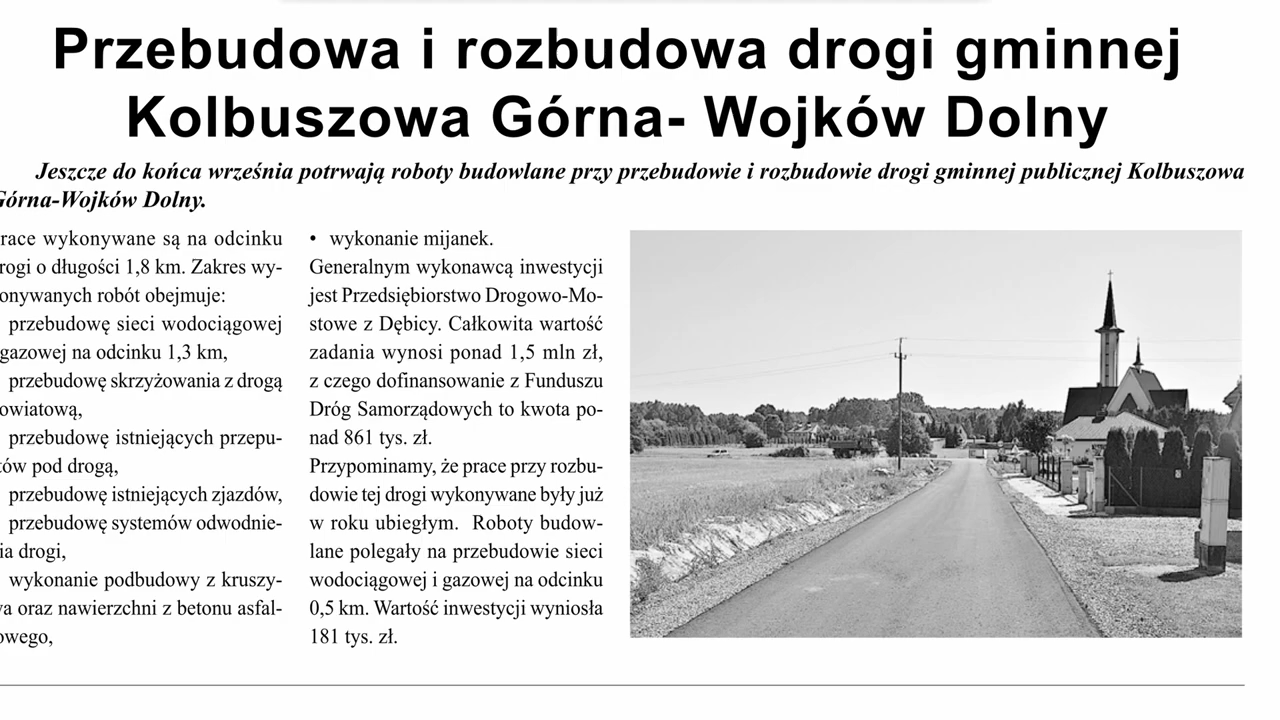 Przebudowa i rozbudowa drogi gminnej
Kolbuszowa Górna- Wojków Dolny
Jeszcze do końca września potrwają roboty budowlane przy przebudowie i rozbudowie drogi gminnej publicznej Kolbuszowa
Górna-Wojków Dolny.
race wykonywane są na odcinku
rogi o długości 1,8 km. Zakres wy-
onywanych robót obejmuje:
przebudowę sieci wodociągowej
gazowej na odcinku 1,3 km,
przebudowę skrzyżowania z drogą
owiatową,
przebudowę istniejących przepu-
tów pod drogą,
przebudowę istniejących zjazdów,
przebudowę systemów odwodnie-
ia drogi,
wykonanie podbudowy z kruszy-
wa oraz nawierzchni z betonu asfal-
owego,
• wykonanie mijanek.
Generalnym wykonawcą inwestycji
jest Przedsiębiorstwo Drogowo-Mo-
stowe z Dębicy. Całkowita wartość
zadania wynosi ponad 1,5 mln zł,
z czego dofinansowanie z Funduszu
Dróg Samorządowych to kwota po-
nad 861 tys. zł.
Przypominamy, że prace przy rozbu-
dowie tej drogi wykonywane były już
w roku ubiegłym. Roboty budow-
lane polegały na przebudowie sieci
wodociągowej i gazowej na odcinku
0,5 km. Wartość inwestycji wyniosła
181 tys. zł.